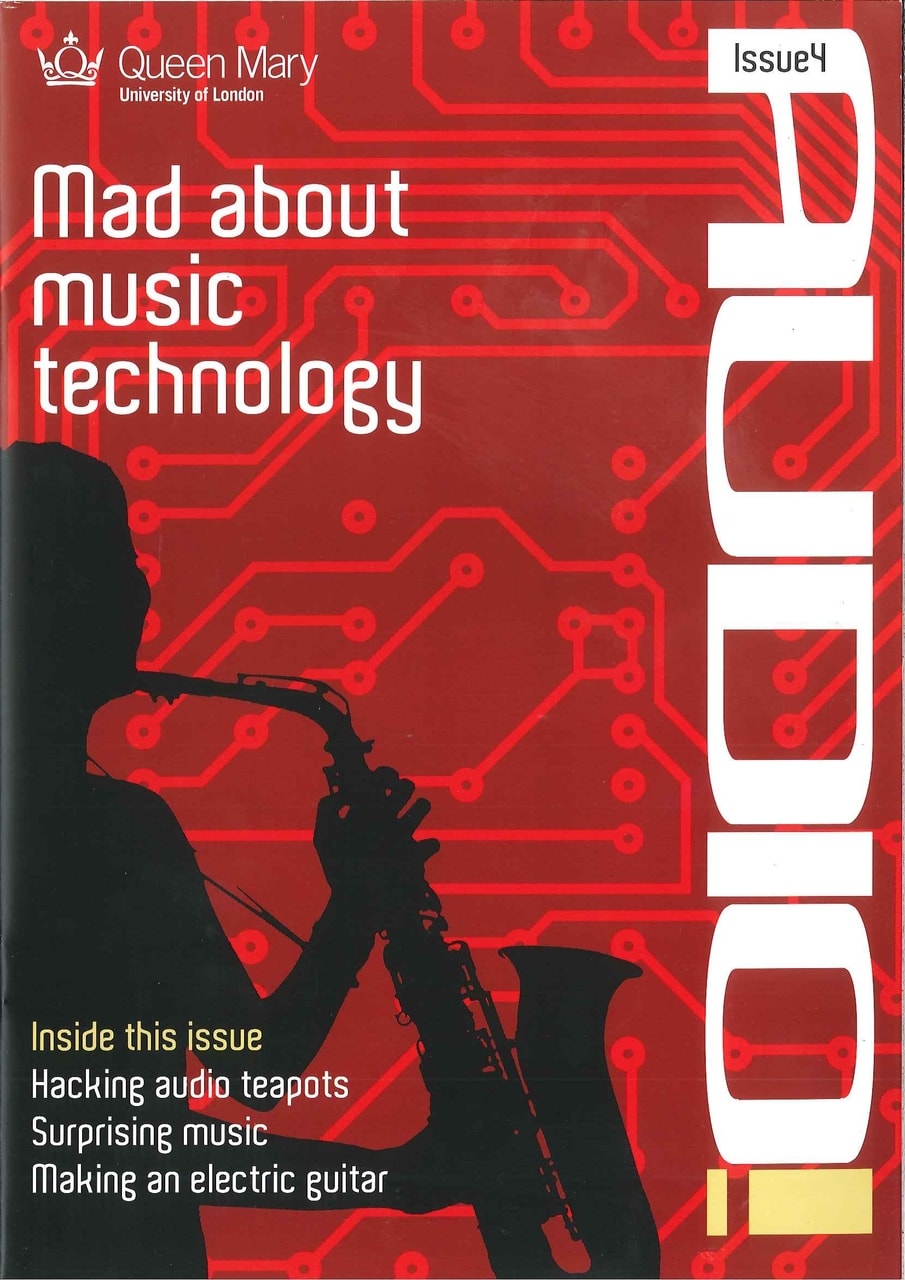 Queen Mary
University of London
Issue4
AUDIO!
Mad about
music
technology
Inside this issue
Hacking audio teapots
Surprising music
Making an electric guitar